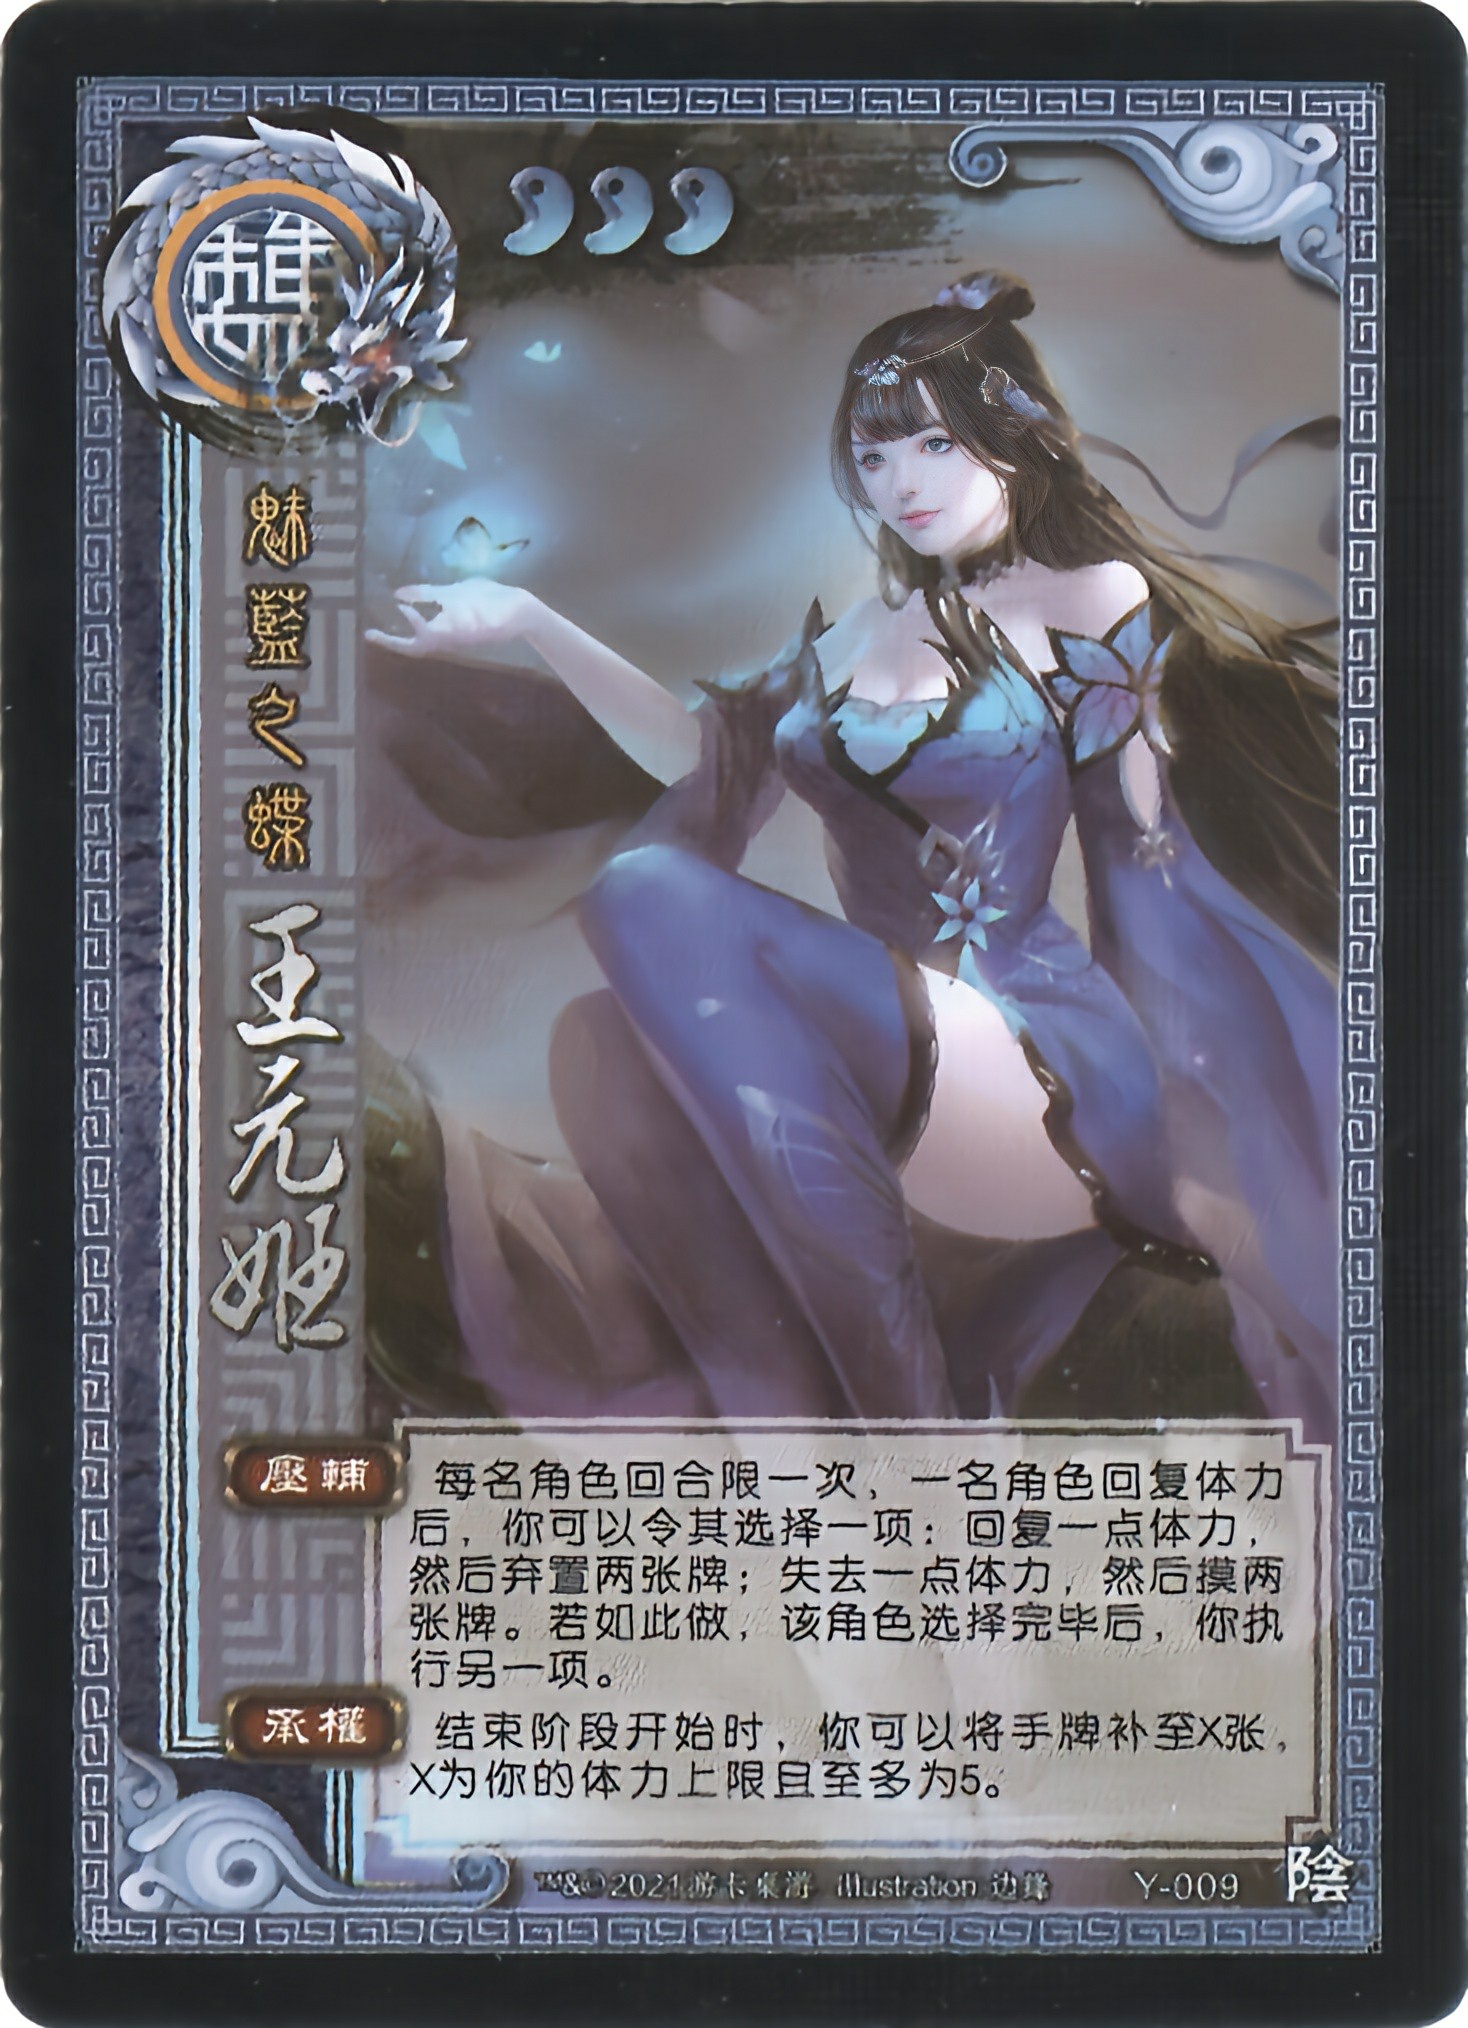 魅藍之蝶
王元姬
壓輔
每名角色回合限一次，一名角色回复体力
后，你可以令其选择一项：回复一点体力，
然后弃置两张牌；失去一点体力，然后摸两
张牌。若如此做，该角色选择完毕后，你执
行另一项。
承權
结束阶段开始时，你可以将手牌补至X张，
X为你的体力上限且至多为5。
™&©2021游卡桌游 illustration 边锋 Y-009
陰